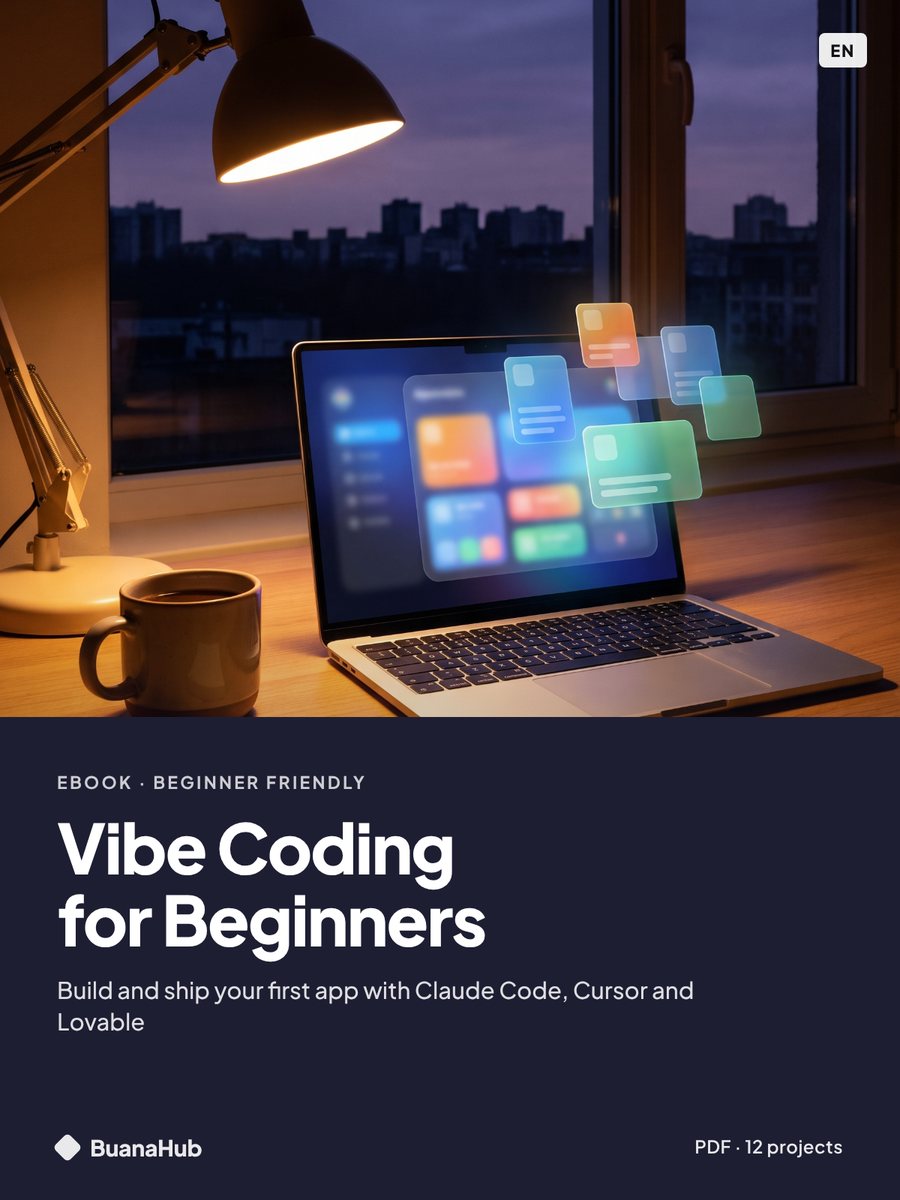 EN
EBOOK · BEGINNER FRIENDLY
Vibe Coding
for Beginners
Build and ship your first app with Claude Code, Cursor and
Lovable
BuanaHub
PDF · 12 projects